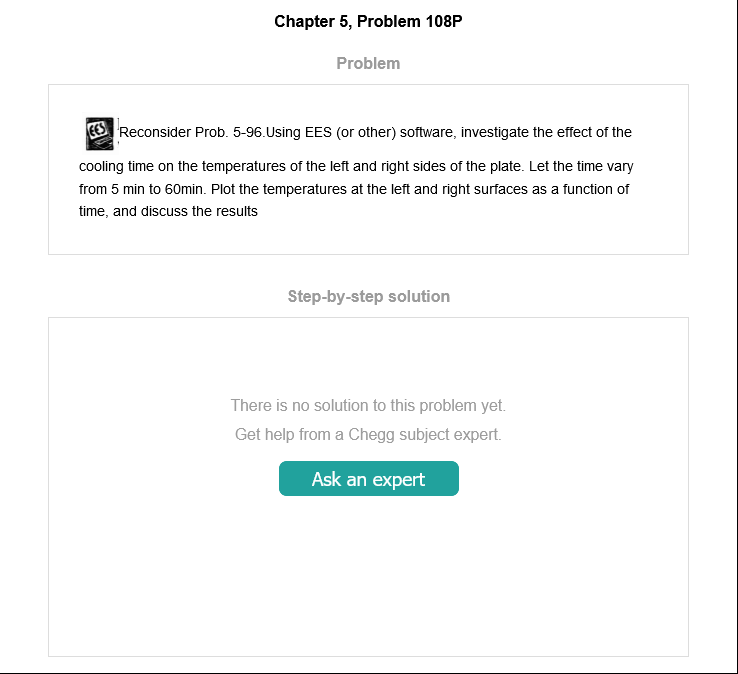 Chapter 5, Problem 108P
Problem
EES Reconsider Prob. 5-96.Using EES (or other) software, investigate the effect of the
cooling time on the temperatures of the left and right sides of the plate. Let the time vary
from 5 min to 60min. Plot the temperatures at the left and right surfaces as a function of
time, and discuss the results
Step-by-step solution
There is no solution to this problem yet.
Get help from a Chegg subject expert.
Ask an expert